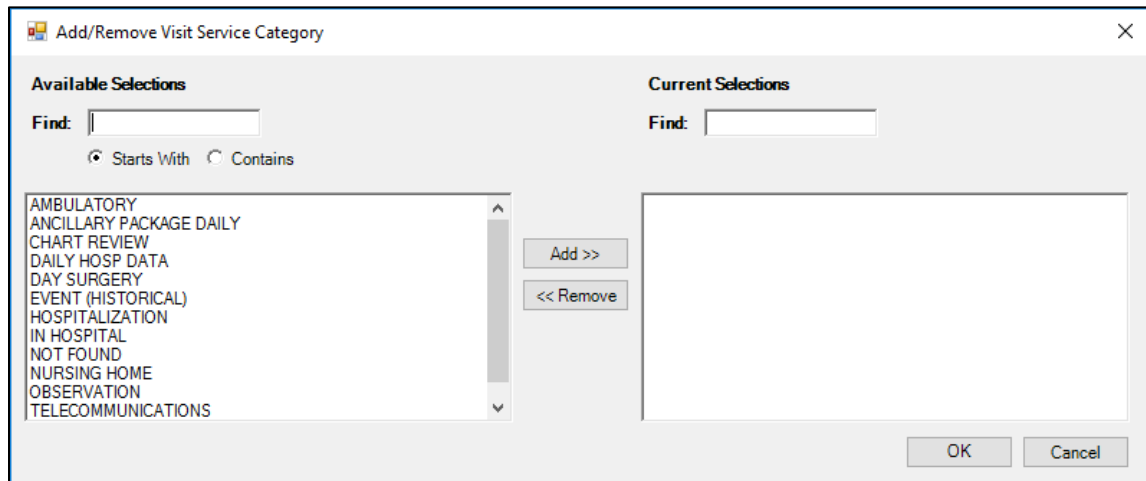 Add/Remove Visit Service Category
Available Selections
Current Selections
Find:
Find:
Starts With
Contains
AMBULATORY
ANCILLARY PACKAGE DAILY
CHART REVIEW
DAILY HOSP DATA
DAY SURGERY
EVENT (HISTORICAL)
HOSPITALIZATION
IN HOSPITAL
NOT FOUND
NURSING HOME
OBSERVATION
TELECOMMUNICATIONS
Add >>
<< Remove
OK
Cancel